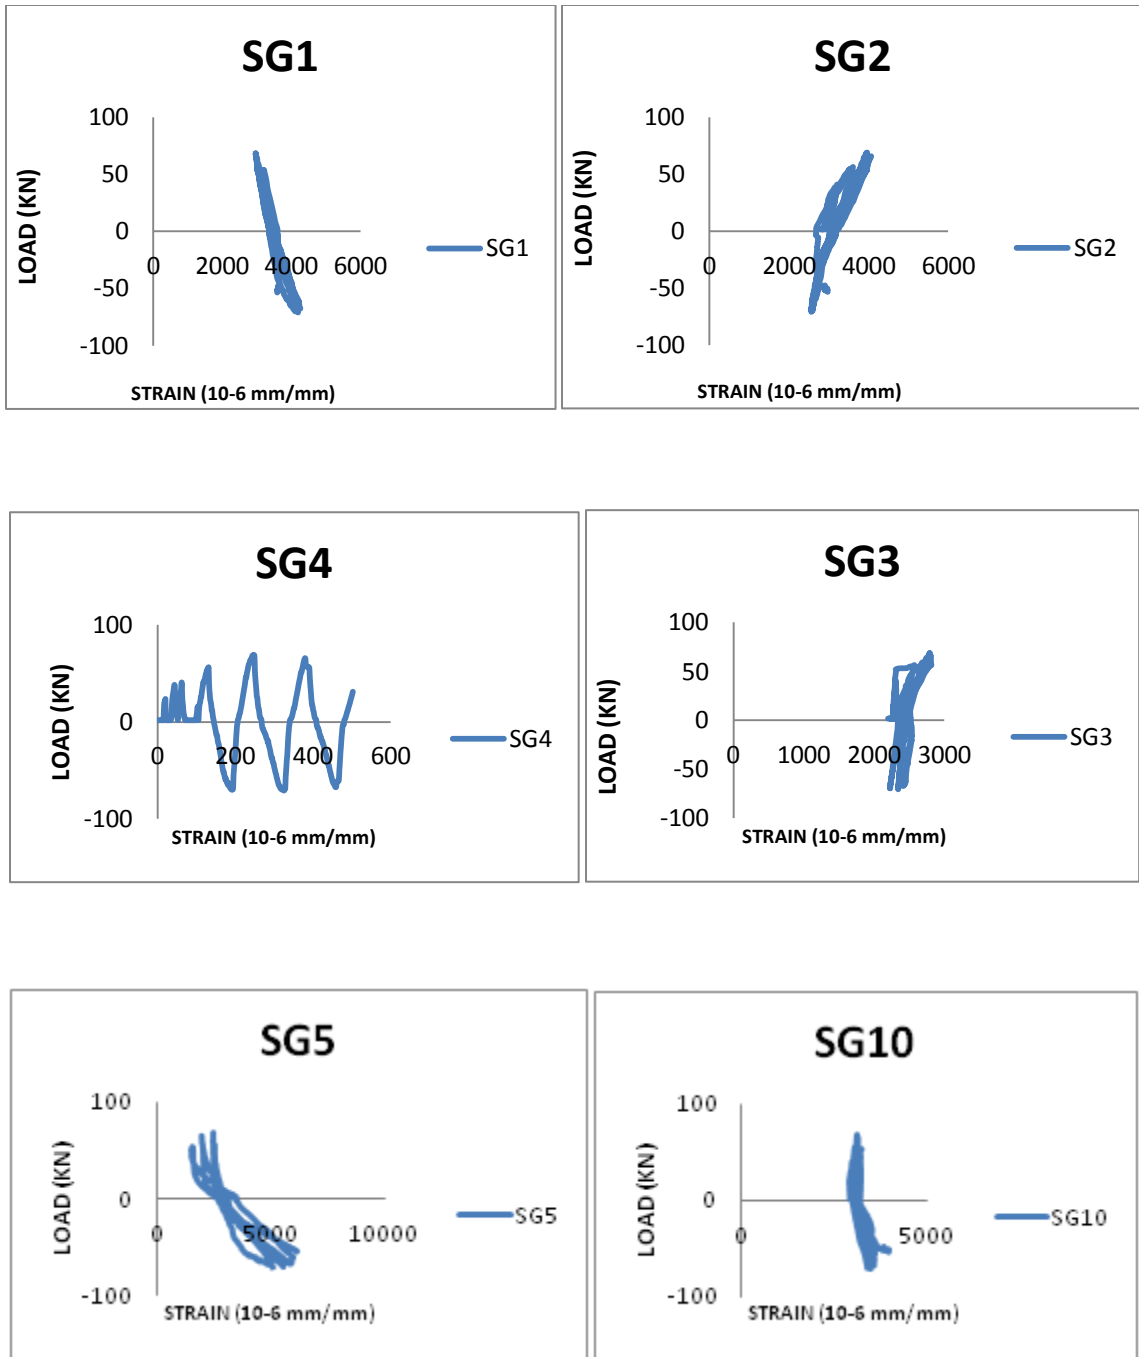 SG1
100
50
0
-50
-100
0 2000 4000 6000
LOAD (KN)
STRAIN (10-6 mm/mm)
SG1
SG2
100
50
0
-50
-100
0 2000 4000 6000
LOAD (KN)
STRAIN (10-6 mm/mm)
SG2
SG4
100
0
-100
0 200 400 600
LOAD (KN)
STRAIN (10-6 mm/mm)
SG4
SG3
100
50
0
-50
-100
0 1000 2000 3000
LOAD (KN)
STRAIN (10-6 mm/mm)
SG3
SG5
100
0
-100
0 5000 10000
LOAD (KN)
STRAIN (10-6 mm/mm)
SG5
SG10
100
0
-100
0 5000
LOAD (KN)
STRAIN (10-6 mm/mm)
SG10